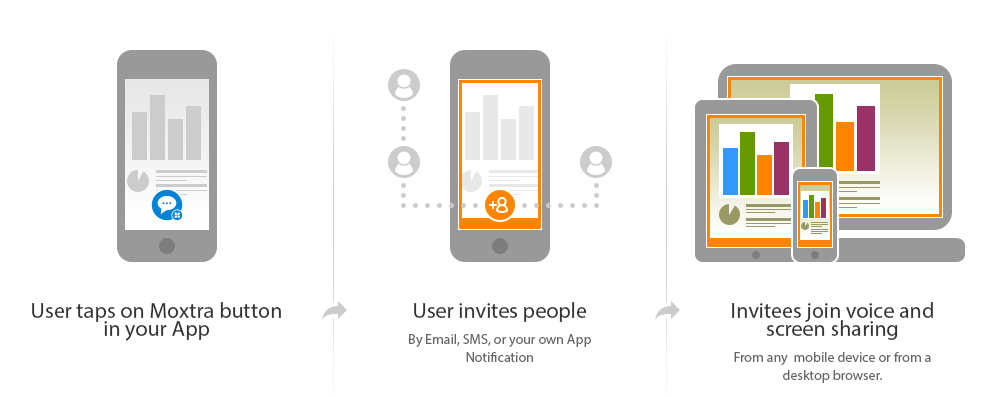 User taps on Moxtra button
in your App
User invites people
By Email, SMS, or your own App
Notification
Invitees join voice and
screen sharing
From any mobile device or from a
desktop browser.